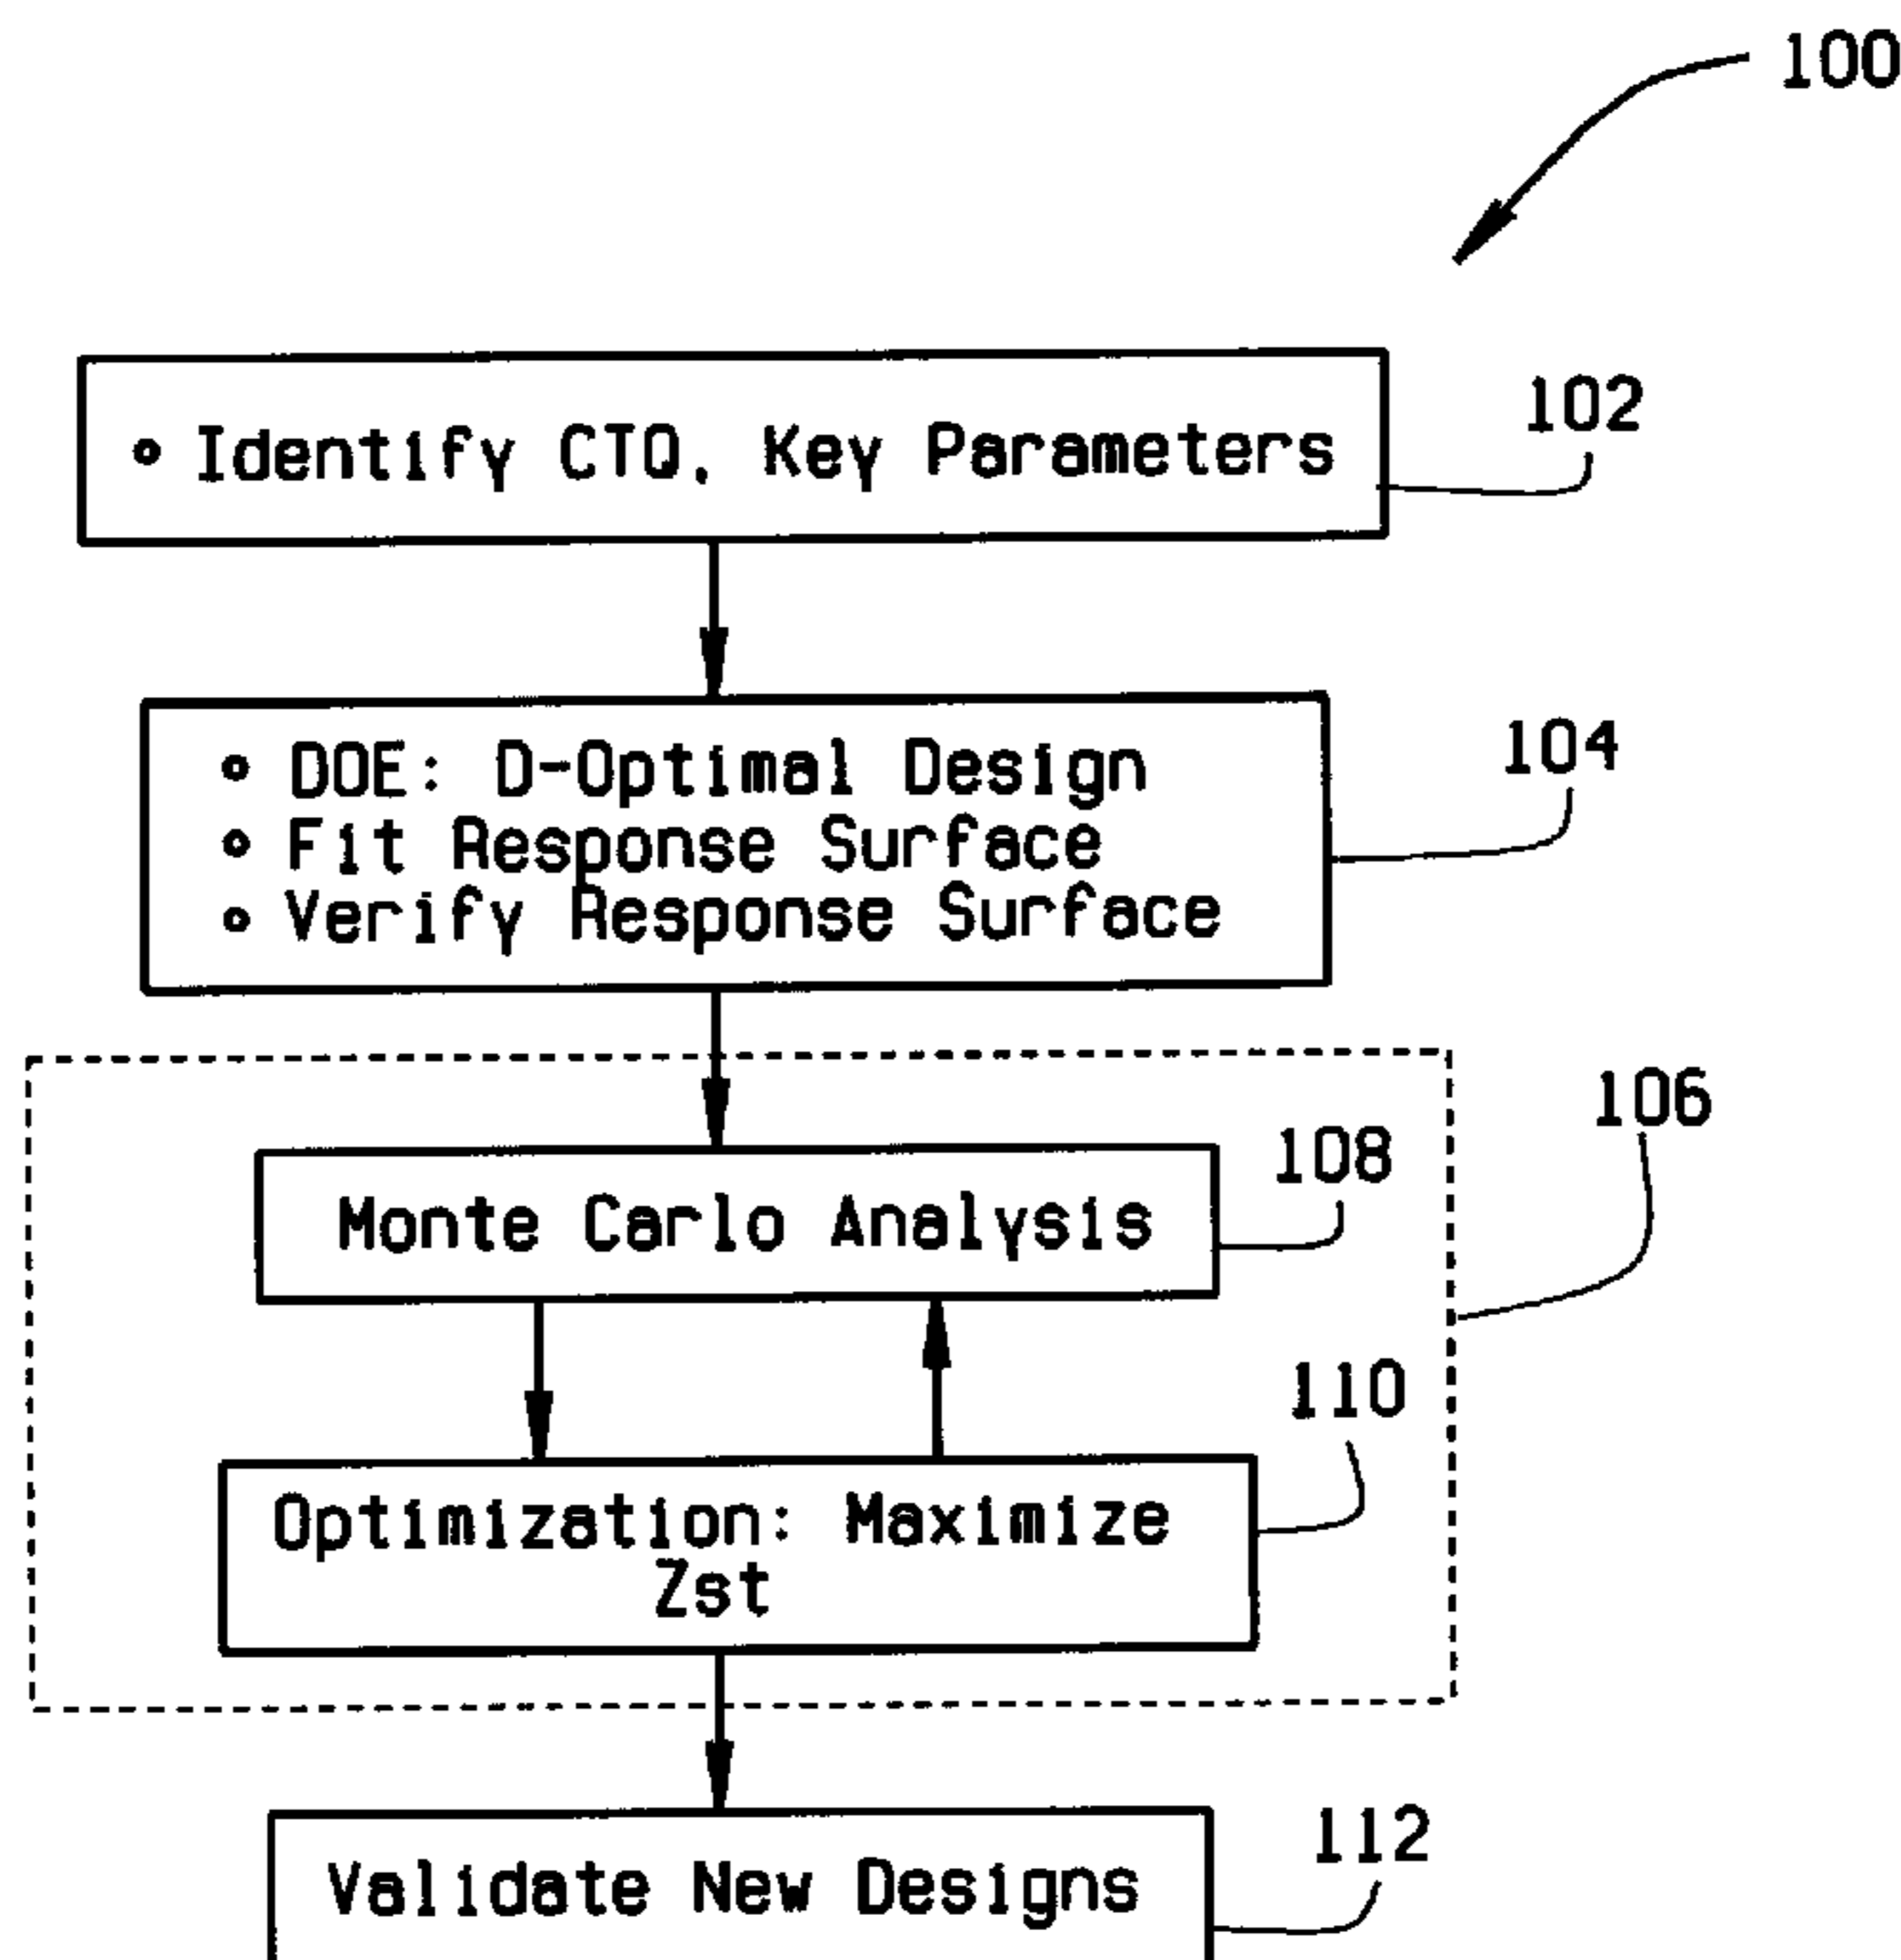 100
102
∘ Identify CTQ, Key Parameters
104
∘ DOE: D-Optimal Design
∘ Fit Response Surface
∘ Verify Response Surface
106
108
Monte Carlo Analysis
110
Optimization: Maximize
Zst
112
Validate New Designs